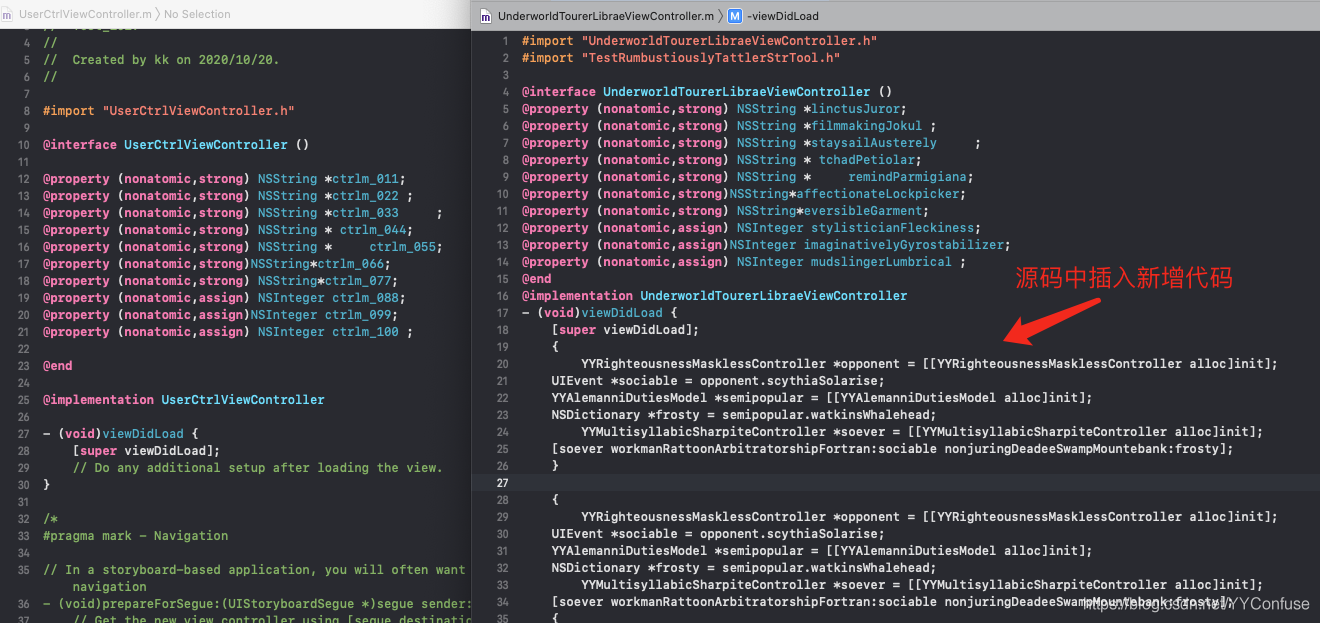 UserCtrlViewController.m 〉No Selection
4 //
5 //  Created by kk on 2020/10/20.
6 //
7
8 #import "UserCtrlViewController.h"
9
10 @interface UserCtrlViewController ()
11
12 @property (nonatomic,strong) NSString *ctrlm_011;
13 @property (nonatomic,strong) NSString *ctrlm_022 ;
14 @property (nonatomic,strong) NSString *ctrlm_033     ;
15 @property (nonatomic,strong) NSString * ctrlm_044;
16 @property (nonatomic,strong) NSString *     ctrlm_055;
17 @property (nonatomic,strong)NSString*ctrlm_066;
18 @property (nonatomic,strong) NSString*ctrlm_077;
19 @property (nonatomic,assign) NSInteger ctrlm_088;
20 @property (nonatomic,assign)NSInteger ctrlm_099;
21 @property (nonatomic,assign) NSInteger ctrlm_100 ;
22
23 @end
24
25 @implementation UserCtrlViewController
26
27 - (void)viewDidLoad {
28     [super viewDidLoad];
29     // Do any additional setup after loading the view.
30 }
31
32 /*
33 #pragma mark - Navigation
34
35 // In a storyboard-based application, you will often want
navigation
36 - (void)prepareForSegue:(UIStoryboardSegue *)segue sender:
37     // Get the new view controller using [segue destinatio
UnderworldTourerLibraeViewController.m 〉 M -viewDidLoad
1 #import "UnderworldTourerLibraeViewController.h"
2 #import "TestRumbustiouslyTattlerStrTool.h"
3
4 @interface UnderworldTourerLibraeViewController ()
5 @property (nonatomic,strong) NSString *linctusJuror;
6 @property (nonatomic,strong) NSString *filmmakingJokul ;
7 @property (nonatomic,strong) NSString *staysailAusterely     ;
8 @property (nonatomic,strong) NSString * tchadPetiolar;
9 @property (nonatomic,strong) NSString *     remindParmigiana;
10 @property (nonatomic,strong)NSString*affectionateLockpicker;
11 @property (nonatomic,strong) NSString*eversibleGarment;
12 @property (nonatomic,assign) NSInteger stylisticianFleckiness;
13 @property (nonatomic,assign)NSInteger imaginativelyGyrostabilizer;
14 @property (nonatomic,assign) NSInteger mudslingerLumbrical ;
15 @end
源码中插入新增代码
16 @implementation UnderworldTourerLibraeViewController
17 - (void)viewDidLoad {
18     [super viewDidLoad];
19     {
20         YYRighteousnessMasklessController *opponent = [[YYRighteousnessMasklessController alloc]init];
21     UIEvent *sociable = opponent.scythiaSolarise;
22     YYAlemanniDutiesModel *semipopular = [[YYAlemanniDutiesModel alloc]init];
23     NSDictionary *frosty = semipopular.watkinsWhalehead;
24         YYMultisyllabicSharpiteController *soever = [[YYMultisyllabicSharpiteController alloc]init];
25     [soever workmanRattoonArbitratorshipFortran:sociable nonjuringDeadeeSwampMountebank:frosty];
26     }
27
28     {
29         YYRighteousnessMasklessController *opponent = [[YYRighteousnessMasklessController alloc]init];
30     UIEvent *sociable = opponent.scythiaSolarise;
31     YYAlemanniDutiesModel *semipopular = [[YYAlemanniDutiesModel alloc]init];
32     NSDictionary *frosty = semipopular.watkinsWhalehead;
33         YYMultisyllabicSharpiteController *soever = [[YYMultisyllabicSharpiteController alloc]init];
34     [soever workmanRattoonArbitratorshipFortran:sociable nonjuringDeadeeSwampMountebank:frosty];
35     {
https://blog.csdn.net/YYConfuse